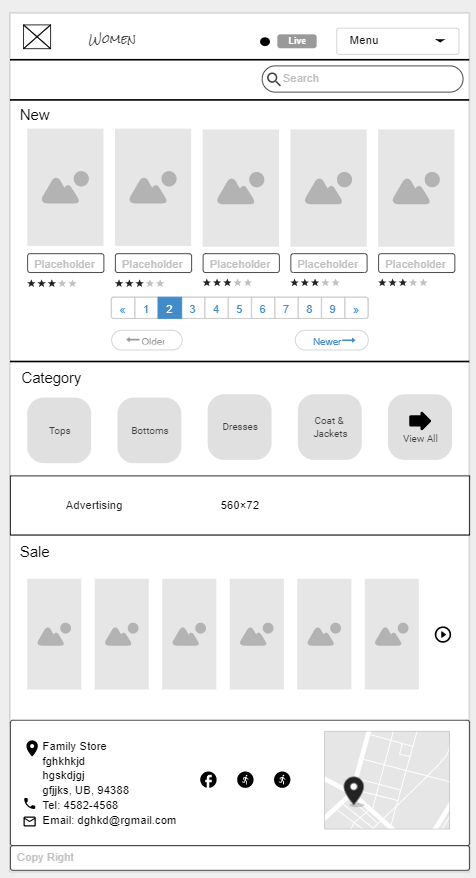 Women
Live
Menu
Search
New
Placeholder Placeholder Placeholder Placeholder Placeholder
« 1 2 3 4 5 6 7 8 9 »
Older Newer
Category
Tops Bottoms Dresses Coat & Jackets View All
Advertising 560×72
Sale
Family Store
fghkhkjd
hgskdjgj
gfjjks, UB, 94388
Tel: 4582-4568
Email: dghkd@rgmail.com
Copy Right